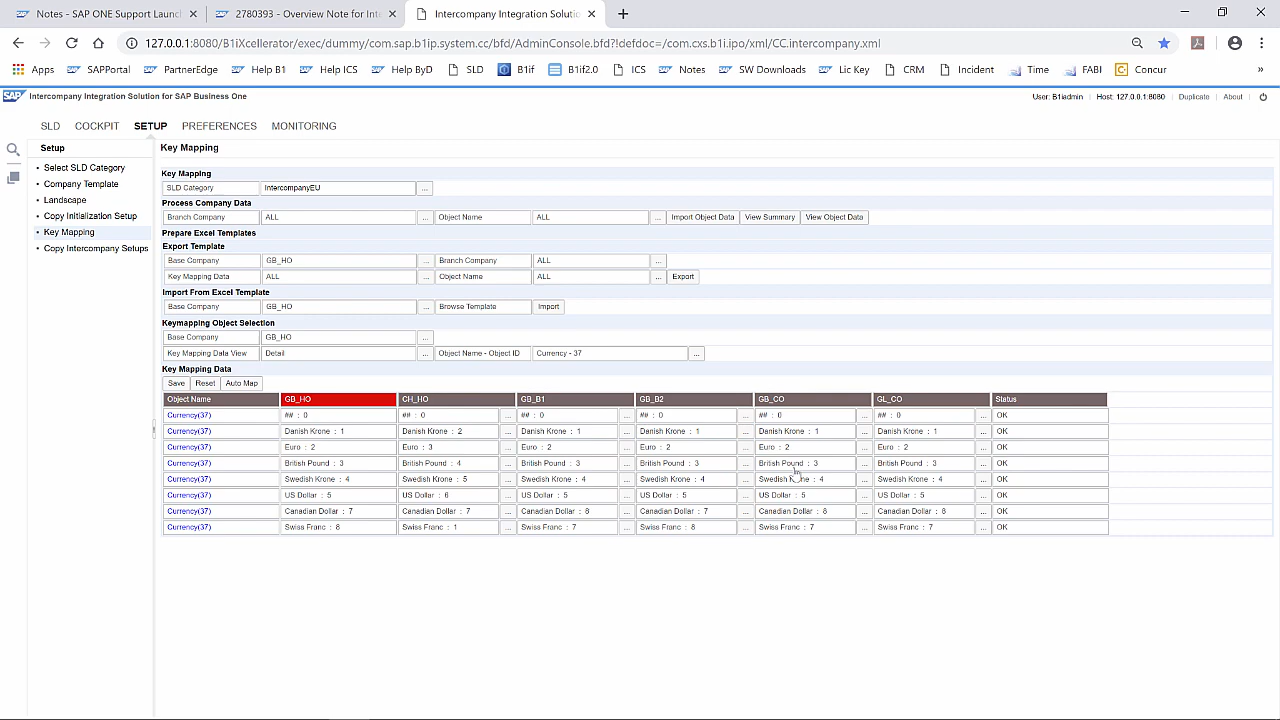 Notes - SAP ONE Support Launch
2780393 - Overview Note for Inte
Intercompany Integration Solutio
127.0.0.1:8080/B1iXcellerator/exec/dummy/com.sap.b1ip.system.cc/bfd/AdminConsole.bfd?!defdoc=/com.cxs.b1i.ipo/xml/CC.intercompany.xml
Apps SAPPortal PartnerEdge Help B1 Help ICS Help ByD SLD B1if B1if2.0 ICS Notes SW Downloads Lic Key CRM Incident Time FABI Concur »
SAP Intercompany Integration Solution for SAP Business One User: B1iadmin Host: 127.0.0.1:8080 Duplicate About
SLD COCKPIT SETUP PREFERENCES MONITORING
Setup
Select SLD Category
Company Template
Landscape
Copy Initialization Setup
Key Mapping
Copy Intercompany Setups
Key Mapping
Key Mapping
SLD Category IntercompanyEU ...
Process Company Data
Branch Company ALL ... Object Name ALL ... Import Object Data View Summary View Object Data
Prepare Excel Templates
Export Template
Base Company GB_HO ... Branch Company ALL ...
Key Mapping Data ALL ... Object Name ALL ... Export
Import From Excel Template
Base Company GB_HO ... Browse Template Import
Keymapping Object Selection
Base Company GB_HO ...
Key Mapping Data View Detail ... Object Name - Object ID Currency - 37 ...
Key Mapping Data
Save Reset Auto Map
Object Name GB_HO CH_HO GB_B1 GB_B2 GB_CO GL_CO Status
Currency(37) ## : 0 ## : 0 ... ## : 0 ... ## : 0 ... ## : 0 ... ## : 0 ... OK
Currency(37) Danish Krone : 1 Danish Krone : 2 ... Danish Krone : 1 ... Danish Krone : 1 ... Danish Krone : 1 ... Danish Krone : 1 ... OK
Currency(37) Euro : 2 Euro : 3 ... Euro : 2 ... Euro : 2 ... Euro : 2 ... Euro : 2 ... OK
Currency(37) British Pound : 3 British Pound : 4 ... British Pound : 3 ... British Pound : 3 ... British Pound : 3 ... British Pound : 3 ... OK
Currency(37) Swedish Krone : 4 Swedish Krone : 5 ... Swedish Krone : 4 ... Swedish Krone : 4 ... Swedish Krone : 4 ... Swedish Krone : 4 ... OK
Currency(37) US Dollar : 5 US Dollar : 6 ... US Dollar : 5 ... US Dollar : 5 ... US Dollar : 5 ... US Dollar : 5 ... OK
Currency(37) Canadian Dollar : 7 Canadian Dollar : 7 ... Canadian Dollar : 8 ... Canadian Dollar : 7 ... Canadian Dollar : 8 ... Canadian Dollar : 8 ... OK
Currency(37) Swiss Franc : 8 Swiss Franc : 1 ... Swiss Franc : 7 ... Swiss Franc : 8 ... Swiss Franc : 7 ... Swiss Franc : 7 ... OK